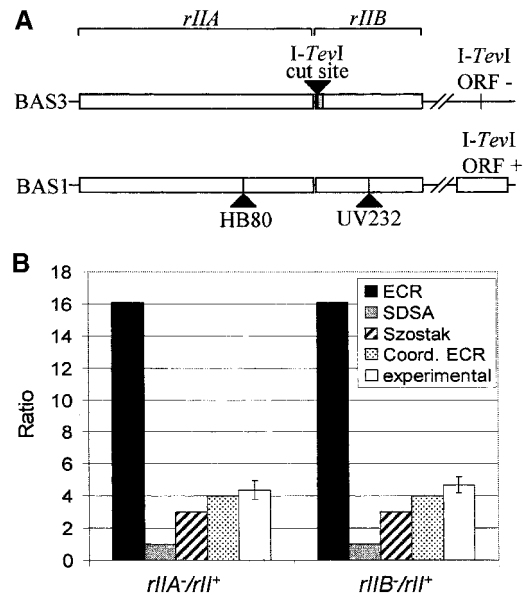 A
rIIA
rIIB
I-TevI
cut site
I-TevI
ORF -
BAS3
I-TevI
ORF +
BAS1
HB80
UV232
B
18
16
14
12
10
8
6
4
2
0
Ratio
ECR
SDSA
Szostak
Coord. ECR
experimental
rIIA-/rII+
rIIB-/rII+